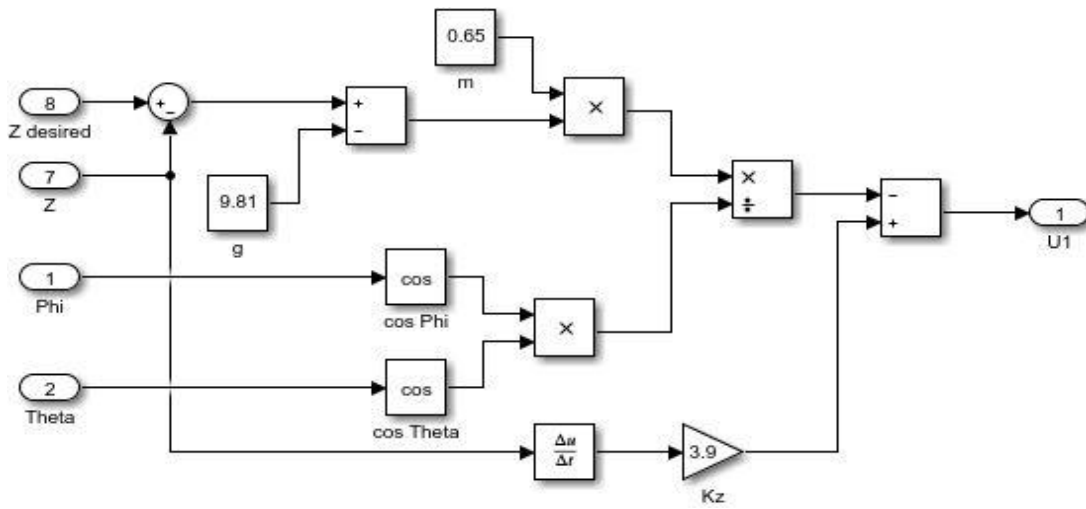 0.65
m
×
8
+
−
+
−
Z desired
7
Z
9.81
g
×
÷
−
+
1
U1
1
Phi
cos
cos Phi
×
2
Theta
cos
cos Theta
Δu
Δt
3.9
Kz